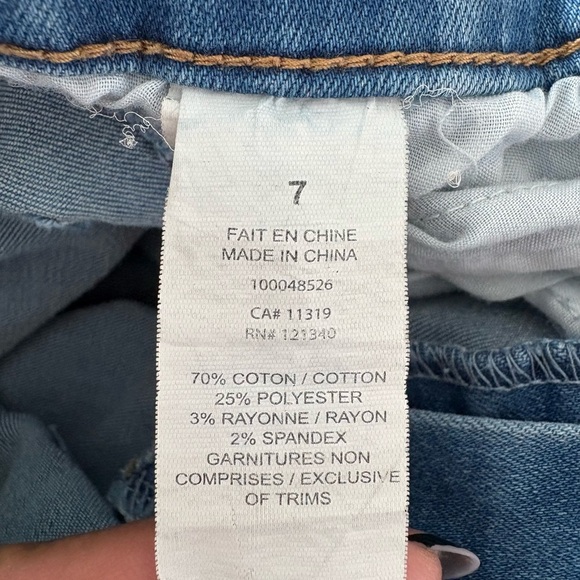 7
FAIT EN CHINE
MADE IN CHINA
100048526
CA# 11319
RN# 121340
70% COTON / COTTON
25% POLYESTER
3% RAYONNE / RAYON
2% SPANDEX
GARNITURES NON
COMPRISES / EXCLUSIVE
OF TRIMS